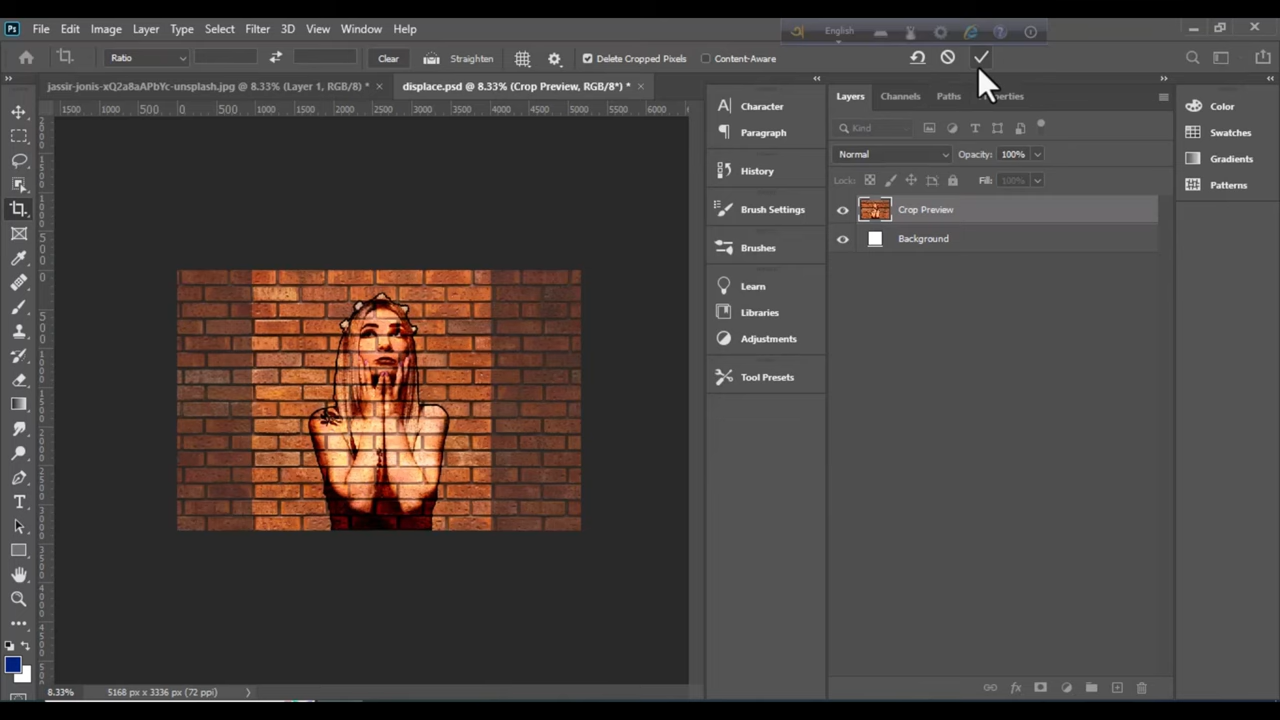 Ps File Edit Image Layer Type Select Filter 3D View Window Help
English
Ratio Clear Straighten Delete Cropped Pixels Content-Aware
jassir-jonis-xQ2a8aAPbYc-unsplash.jpg @ 8.33% (Layer 1, RGB/8) * × displace.psd @ 8.33% (Crop Preview, RGB/8*) * ×
1500 1000 500 0 500 1000 1500 2000 2500 3000 3500 4000 4500 5000 5500 6000
Character
Paragraph
History
Brush Settings
Brushes
Learn
Libraries
Adjustments
Tool Presets
Layers Channels Paths
Kind
Normal Opacity: 100%
Lock: Fill: 100%
Crop Preview
Background
Color
Swatches
Gradients
Patterns
8.33% 5168 px x 3336 px (72 ppi)